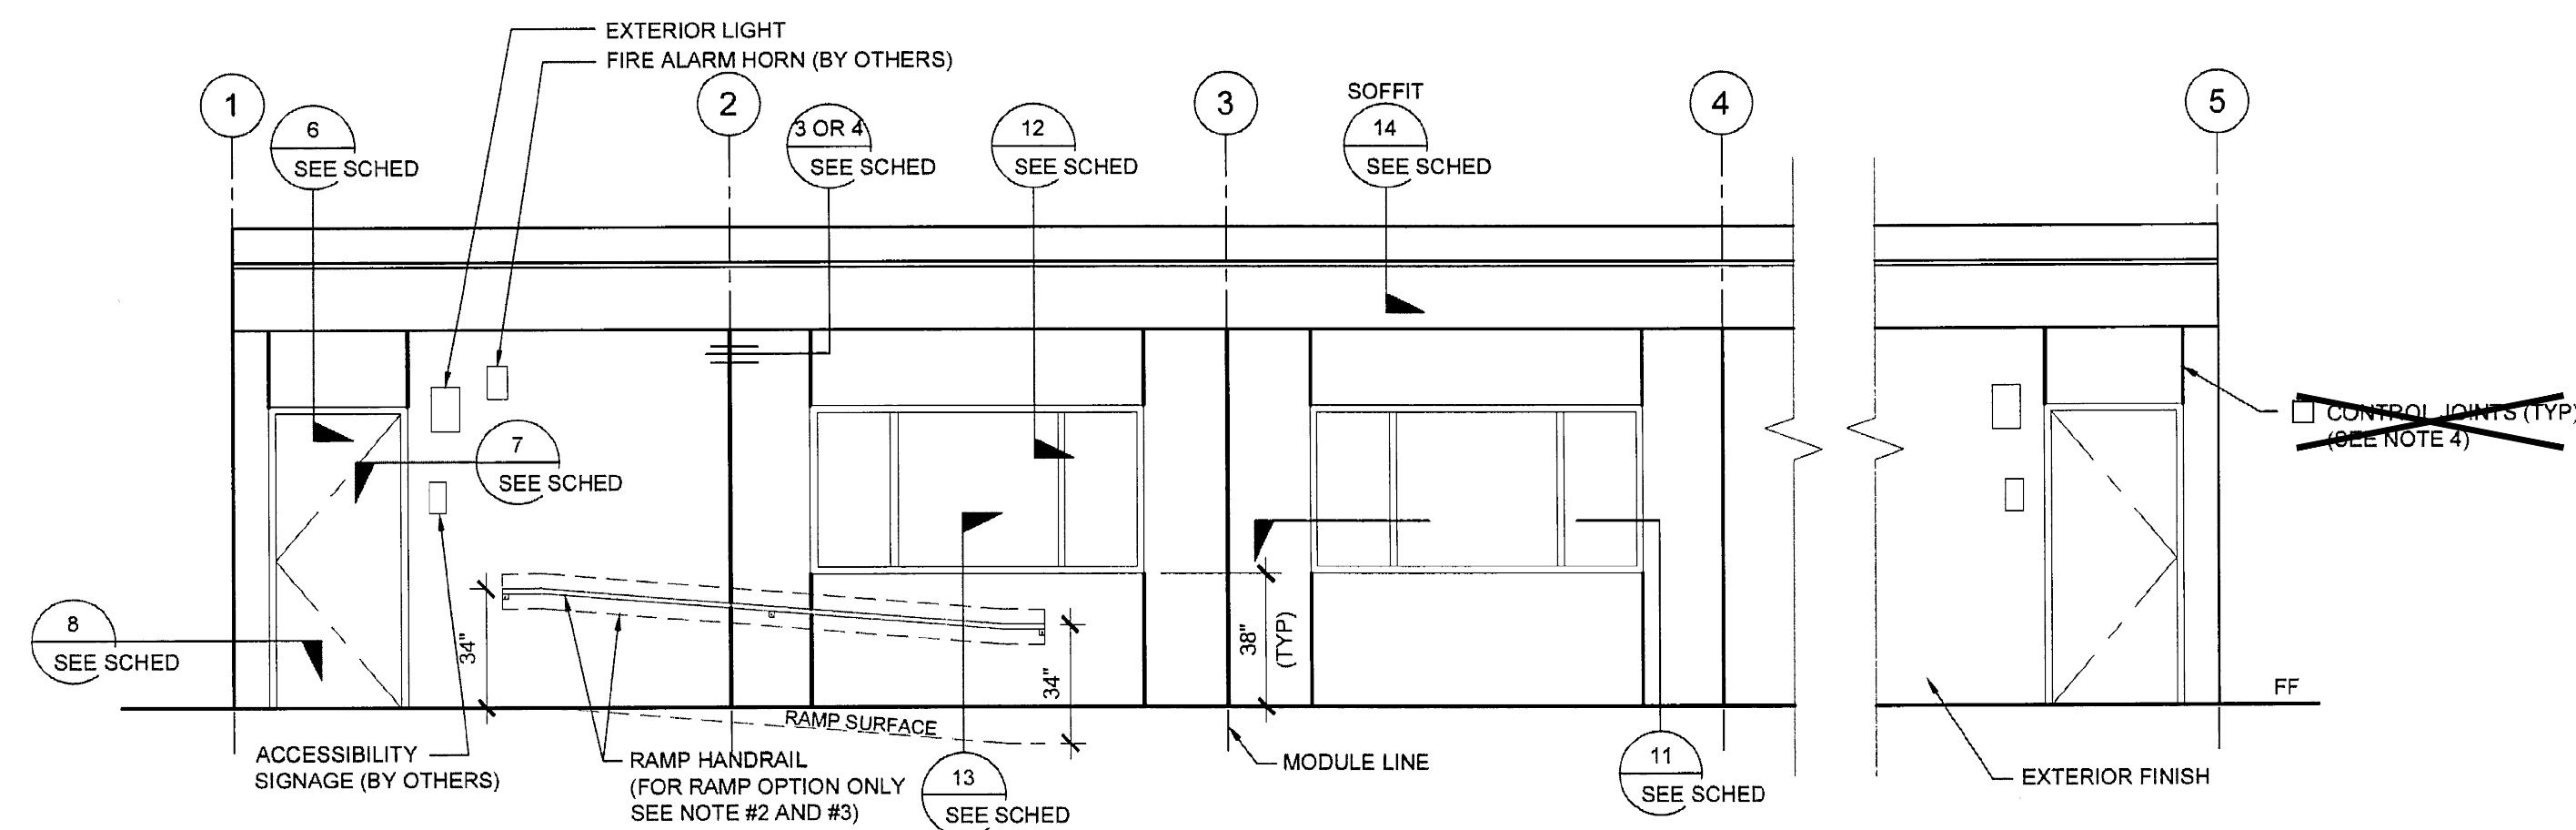 EXTERIOR LIGHT
FIRE ALARM HORN (BY OTHERS)
1
2
3
4
5
SOFFIT
6
SEE SCHED
3 OR 4
SEE SCHED
12
SEE SCHED
14
SEE SCHED
CONTROL JOINTS (TYP)
(SEE NOTE 4)
7
SEE SCHED
8
SEE SCHED
34"
34"
38"
(TYP)
FF
RAMP SURFACE
ACCESSIBILITY
SIGNAGE (BY OTHERS)
RAMP HANDRAIL
(FOR RAMP OPTION ONLY
SEE NOTE #2 AND #3)
13
SEE SCHED
MODULE LINE
11
SEE SCHED
EXTERIOR FINISH